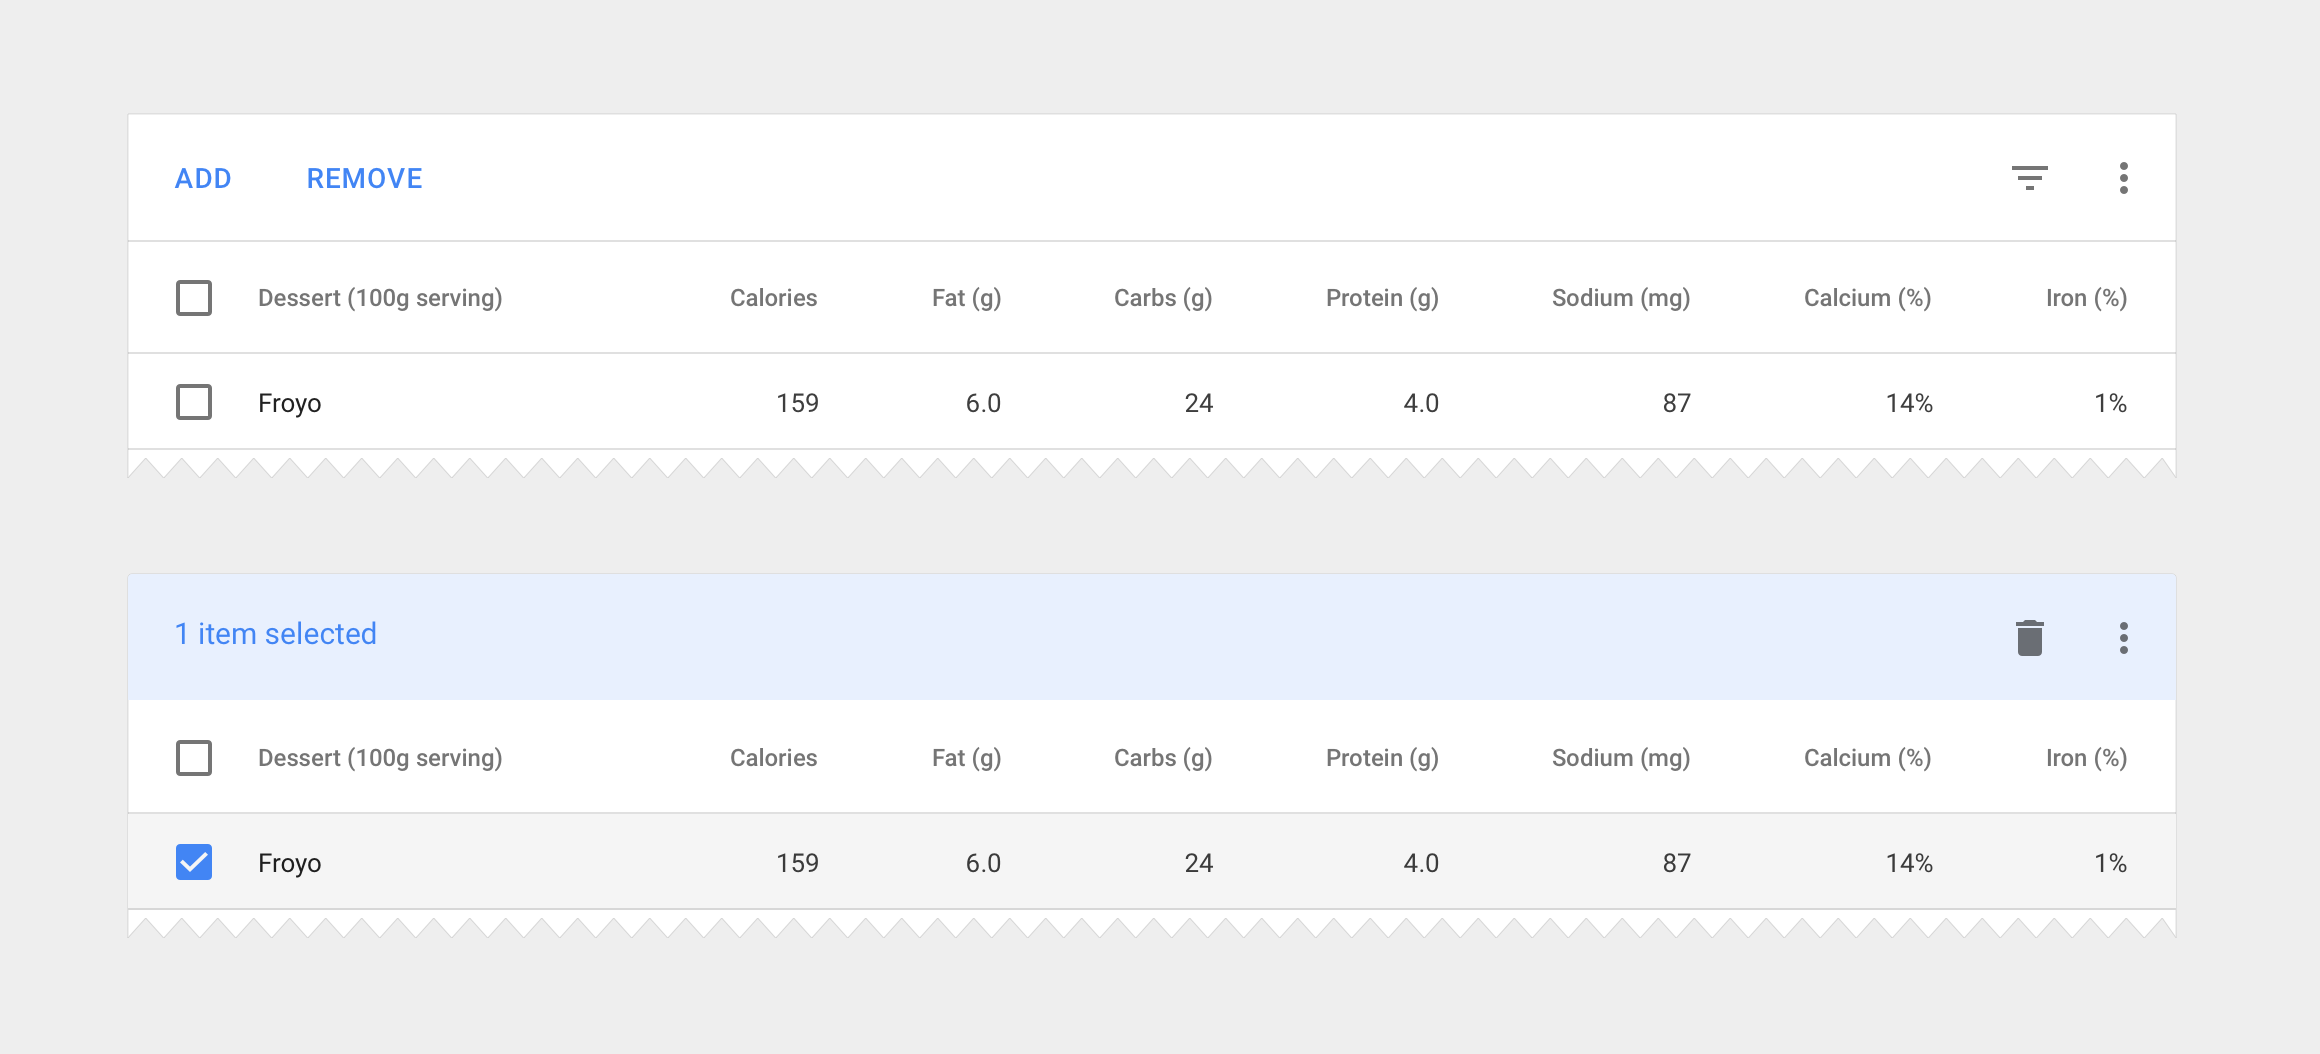 ADD REMOVE
Dessert (100g serving) Calories Fat (g) Carbs (g) Protein (g) Sodium (mg) Calcium (%) Iron (%)
Froyo 159 6.0 24 4.0 87 14% 1%
1 item selected
Dessert (100g serving) Calories Fat (g) Carbs (g) Protein (g) Sodium (mg) Calcium (%) Iron (%)
Froyo 159 6.0 24 4.0 87 14% 1%